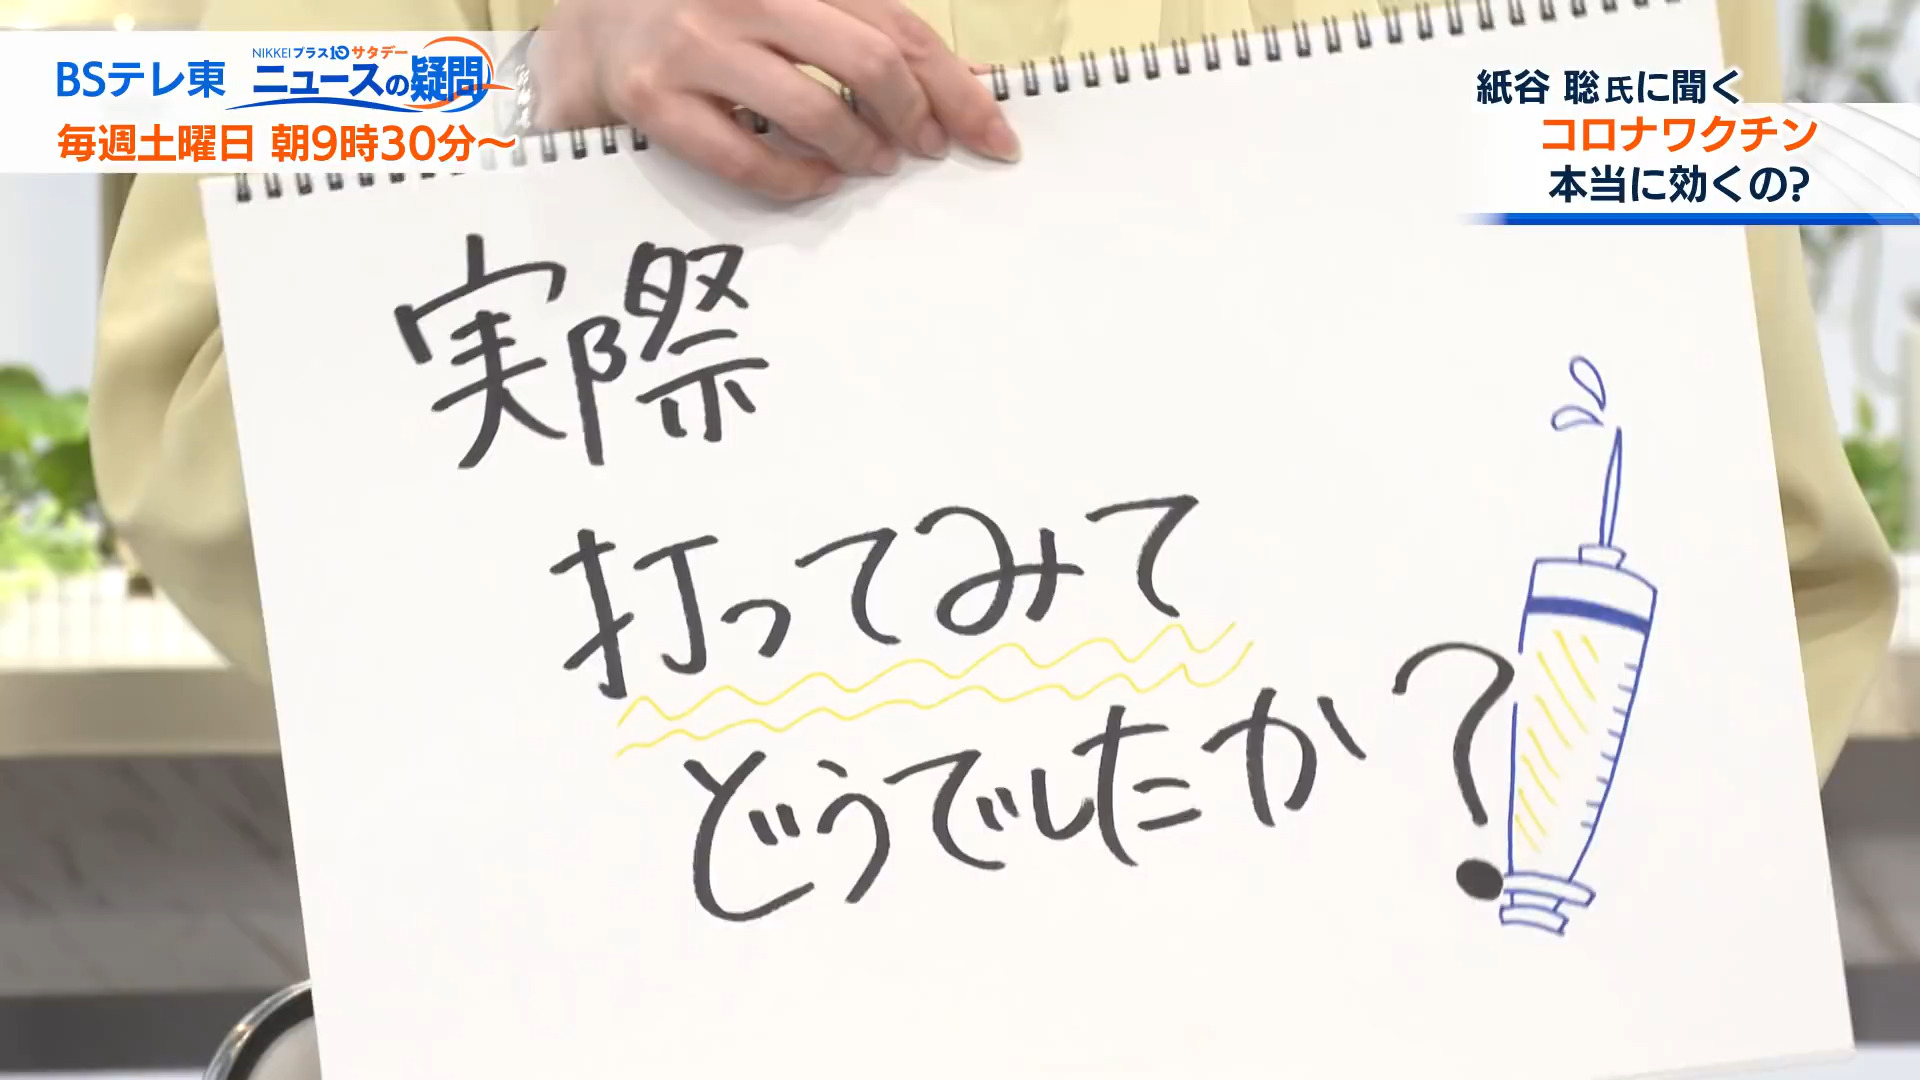 BSテレ東
NIKKEIプラス10サタデー
ニュースの疑問
毎週土曜日 朝9時30分～
紙谷 聡氏に聞く
コロナワクチン
本当に効くの?
実際
打ってみて
どうでしたか?